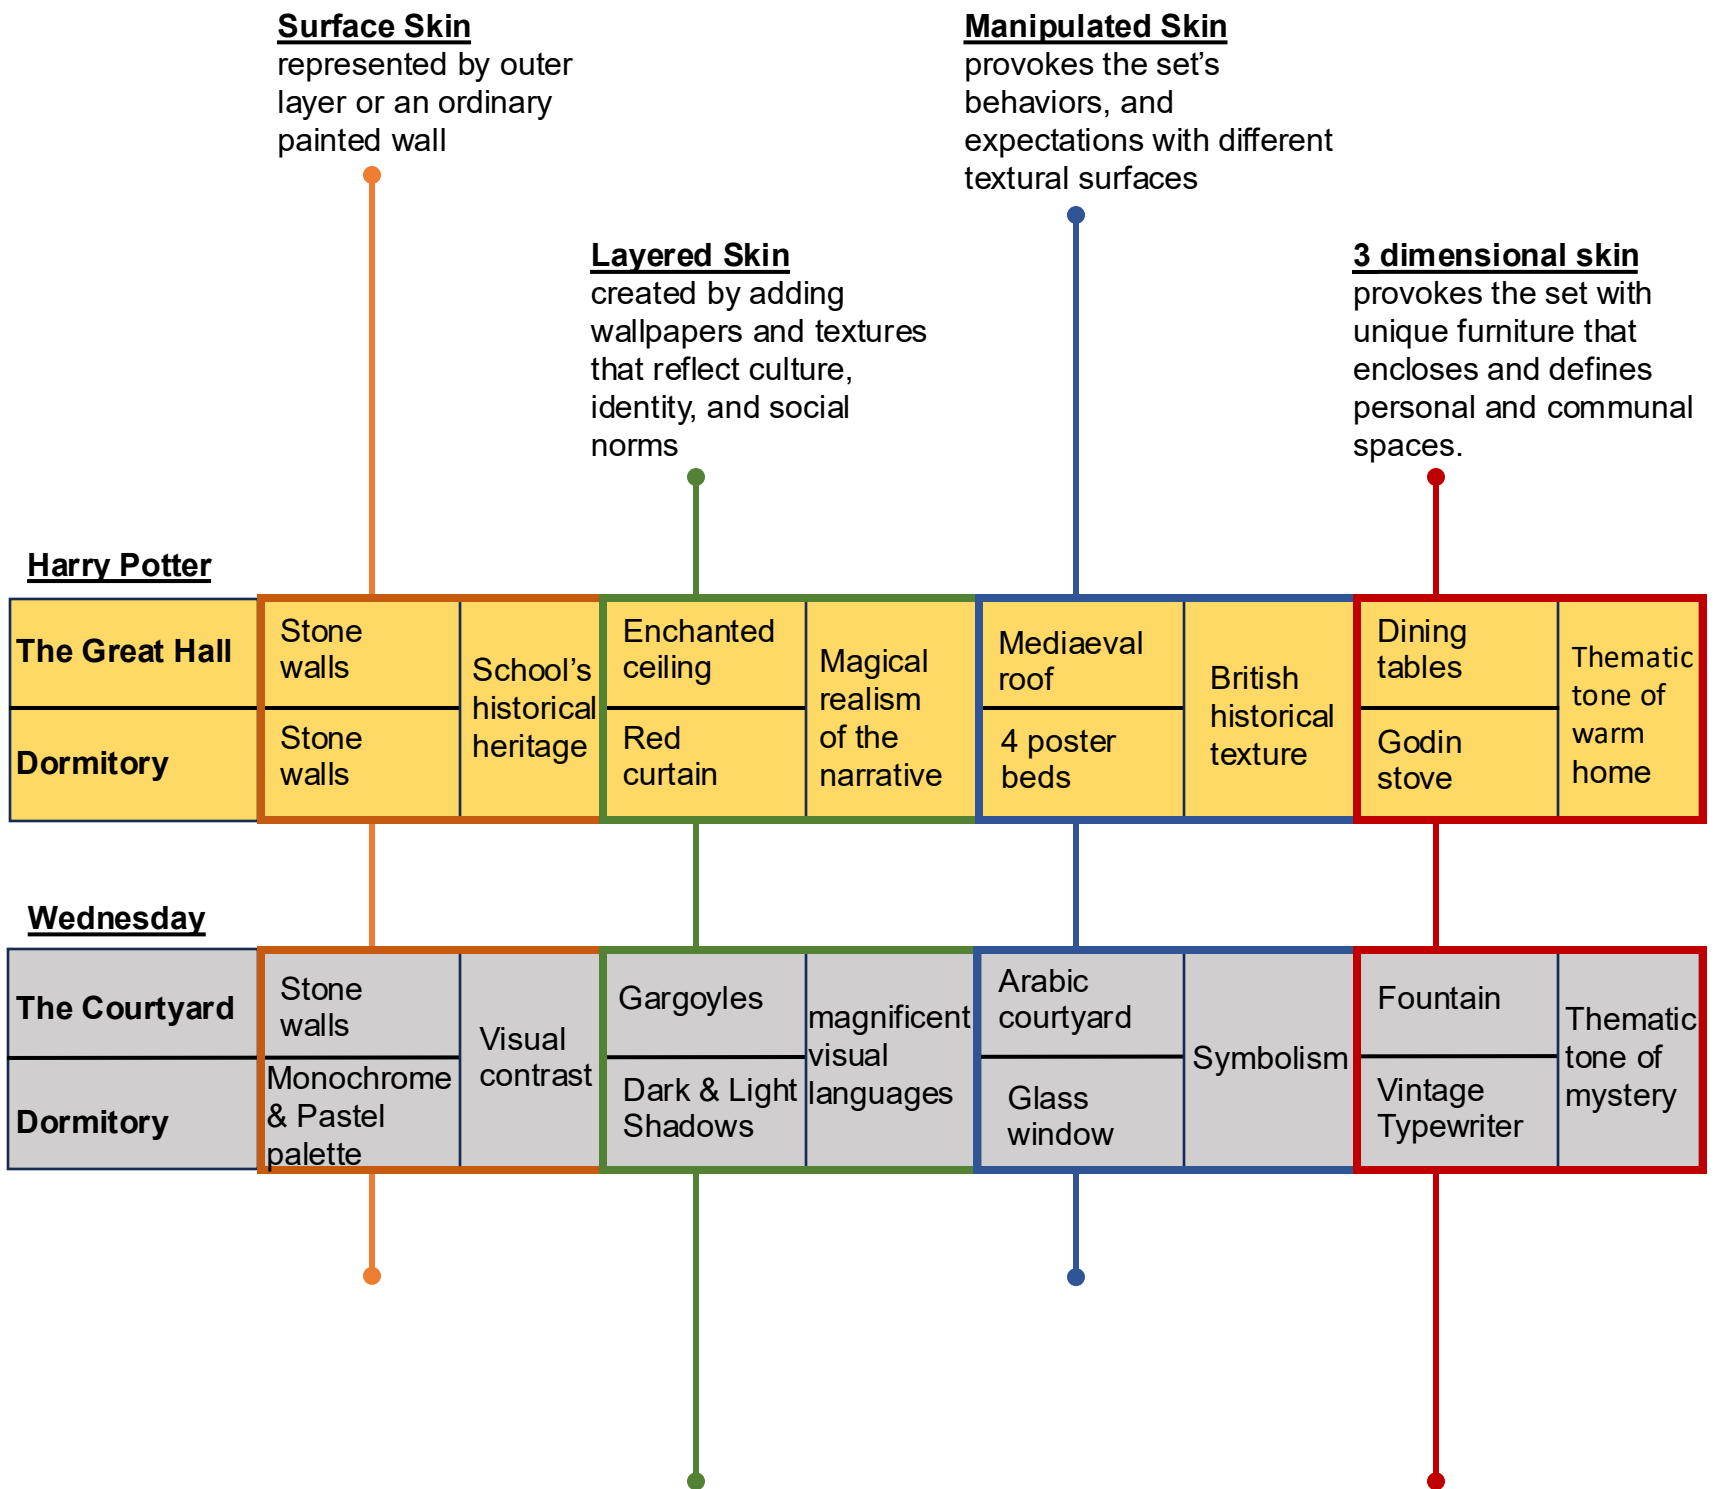 Surface Skin
represented by outer
layer or an ordinary
painted wall
Manipulated Skin
provokes the set's
behaviors, and
expectations with different
textural surfaces
Layered Skin
created by adding
wallpapers and textures
that reflect culture,
identity, and social
norms
3 dimensional skin
provokes the set with
unique furniture that
encloses and defines
personal and communal
spaces.
Harry Potter
The Great Hall
Stone
walls
School's
historical
heritage
Enchanted
ceiling
Magical
realism
of the
narrative
Mediaeval
roof
British
historical
texture
Dining
tables
Thematic
tone of
warm
home
Dormitory
Stone
walls
Red
curtain
4 poster
beds
Godin
stove
Wednesday
The Courtyard
Stone
walls
Visual
contrast
Gargoyles
magnificent
visual
languages
Arabic
courtyard
Symbolism
Fountain
Thematic
tone of
mystery
Dormitory
Monochrome
& Pastel
palette
Dark & Light
Shadows
Glass
window
Vintage
Typewriter